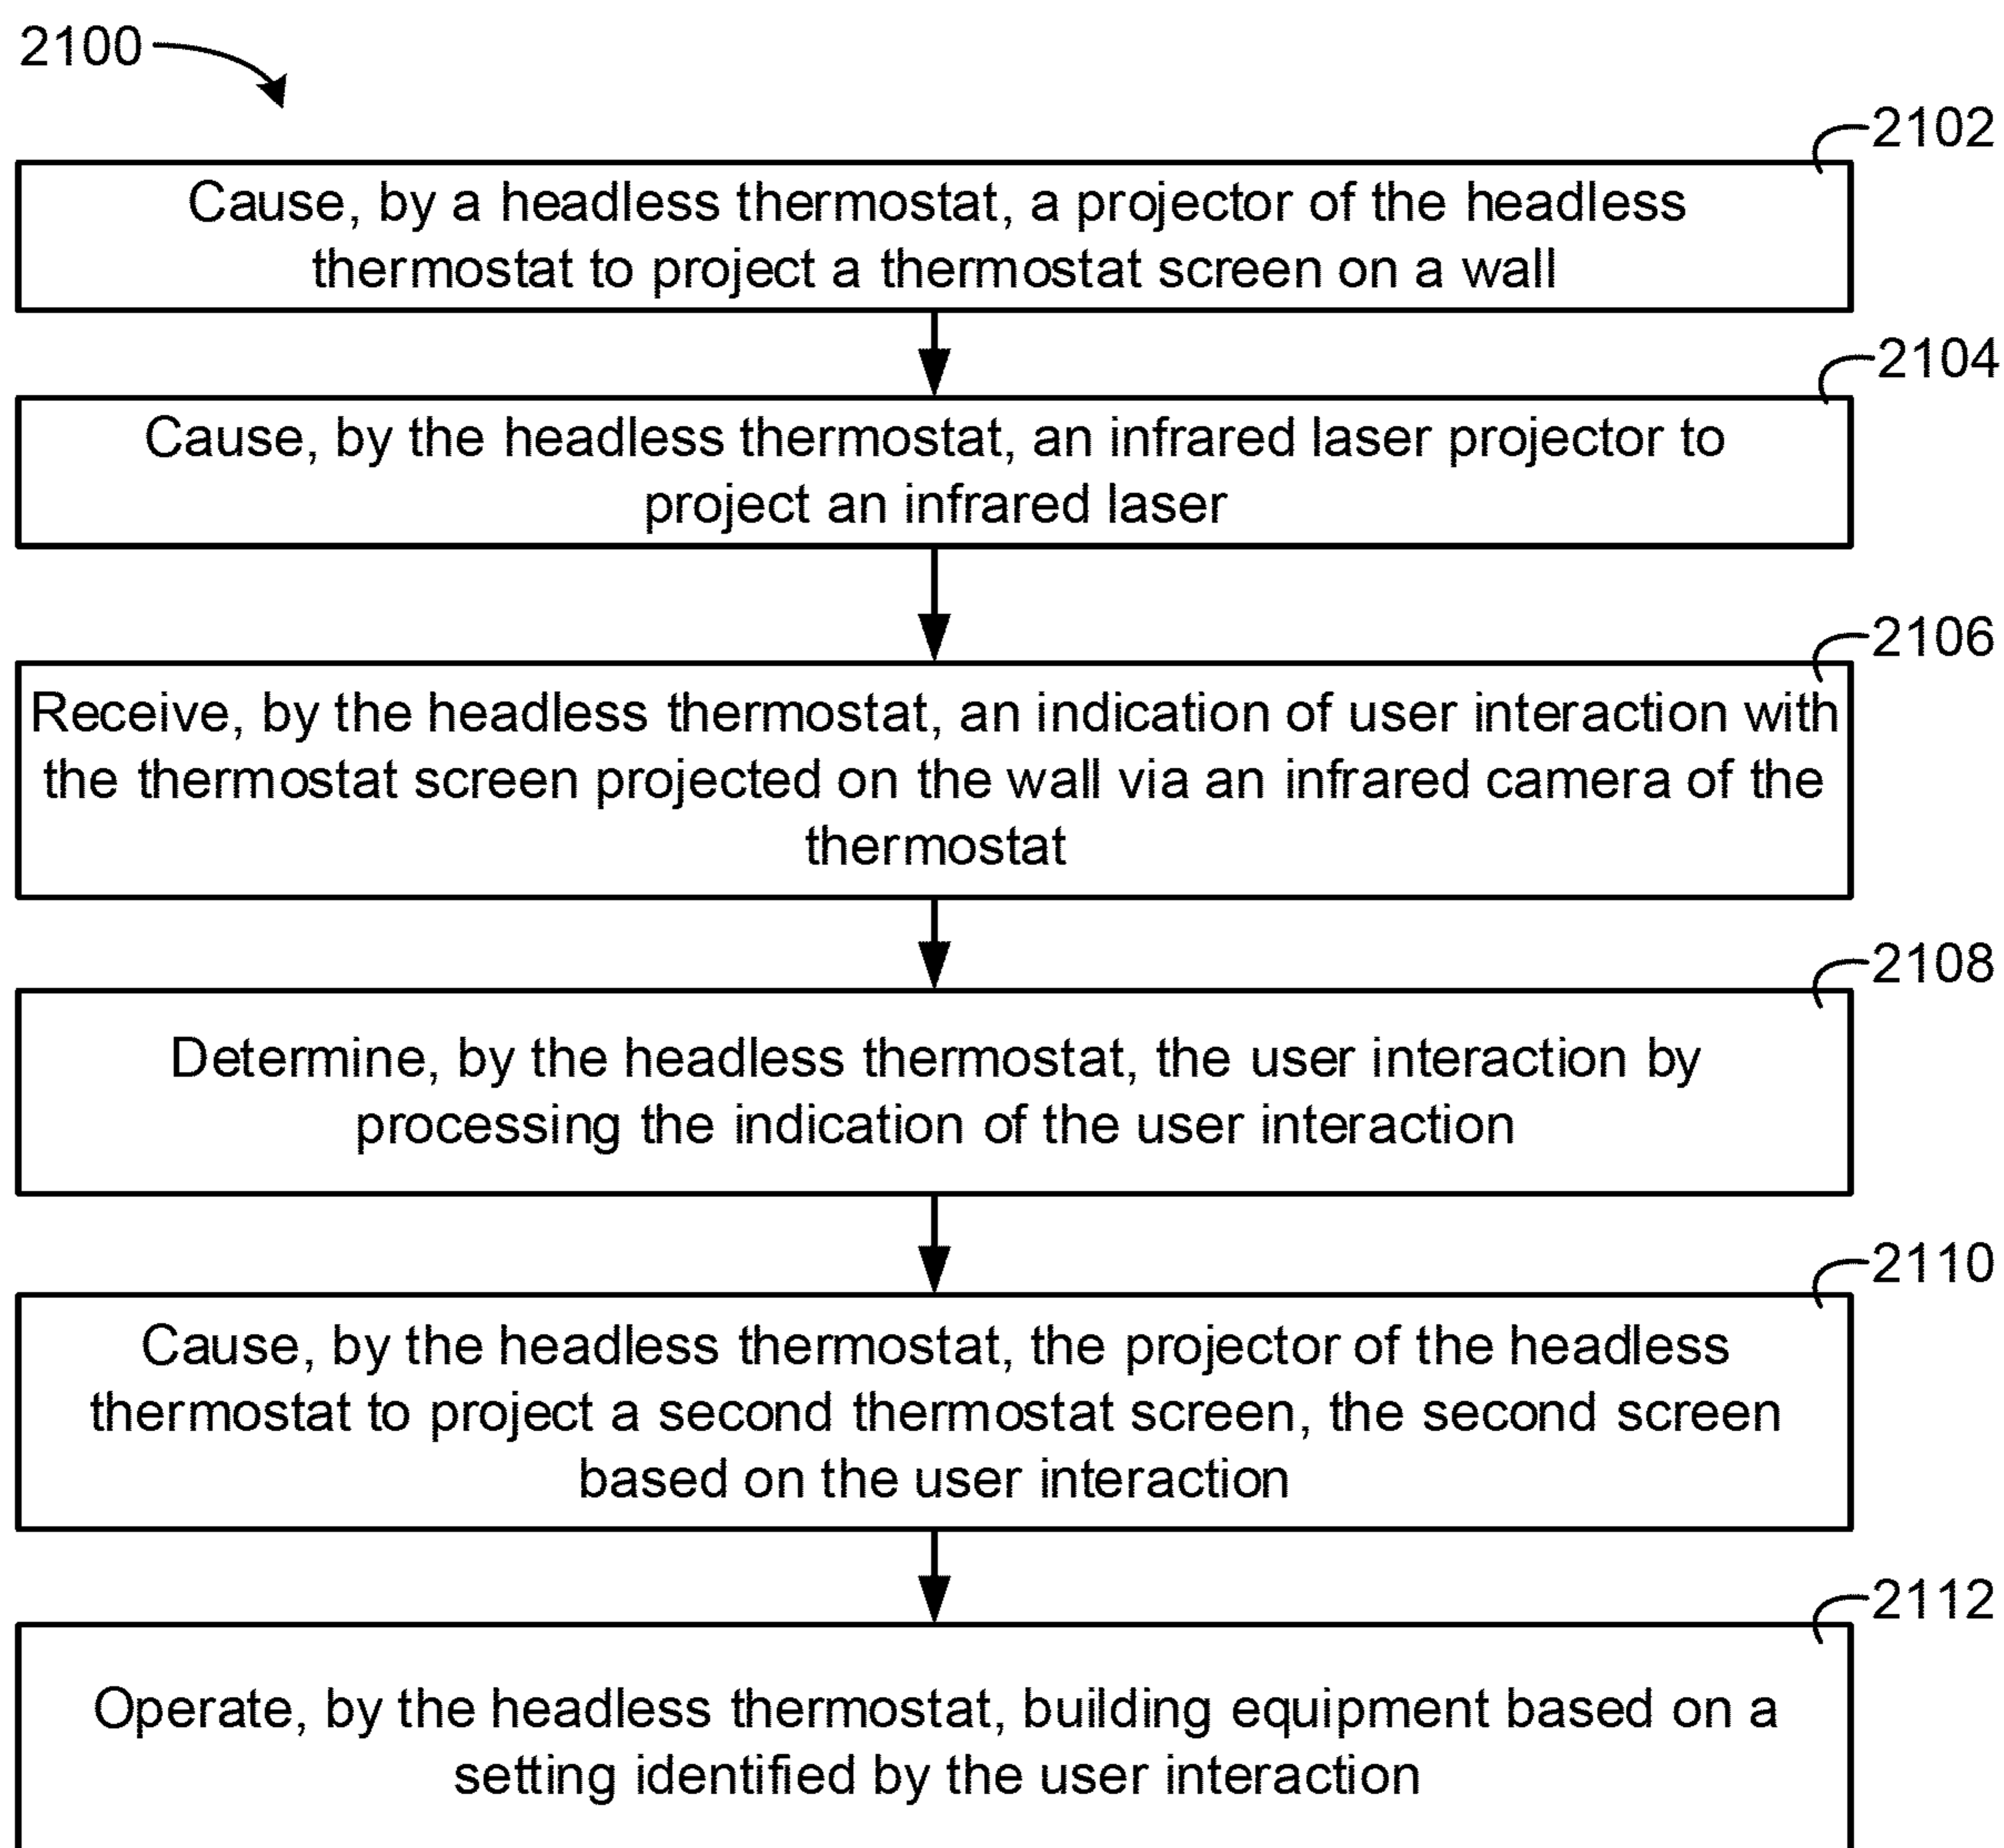 2100
2102
Cause, by a headless thermostat, a projector of the headless
thermostat to project a thermostat screen on a wall
2104
Cause, by the headless thermostat, an infrared laser projector to
project an infrared laser
2106
Receive, by the headless thermostat, an indication of user interaction with
the thermostat screen projected on the wall via an infrared camera of the
thermostat
2108
Determine, by the headless thermostat, the user interaction by
processing the indication of the user interaction
2110
Cause, by the headless thermostat, the projector of the headless
thermostat to project a second thermostat screen, the second screen
based on the user interaction
2112
Operate, by the headless thermostat, building equipment based on a
setting identified by the user interaction